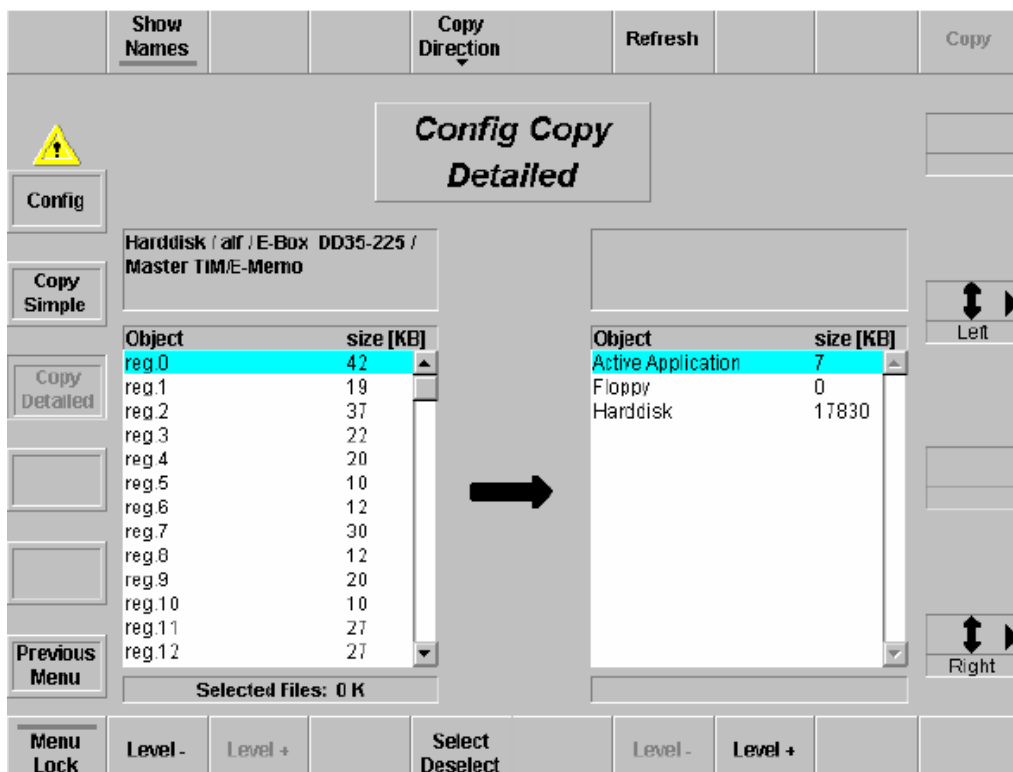 Show
Names
Copy
Direction
Refresh
Copy
Config Copy
Detailed
Config
Copy
Simple
Copy
Detailed
Previous
Menu
Harddisk / alf / E-Box DD35-225 /
Master TIM/E-Memo
Object size [KB]
reg.0 42
reg.1 19
reg.2 37
reg.3 22
reg.4 20
reg.5 10
reg.6 12
reg.7 30
reg.8 12
reg.9 20
reg.10 10
reg.11 27
reg.12 27
Selected Files: 0 K
Object size [KB]
Active Application 7
Floppy 0
Harddisk 17830
Left
Right
Menu
Lock
Level -
Level +
Select
Deselect
Level -
Level +